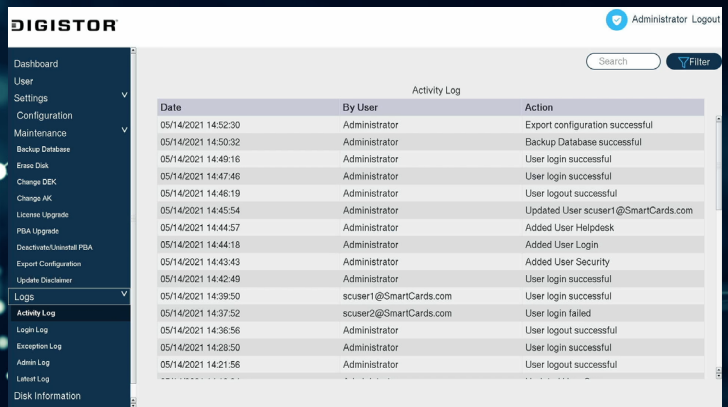 DIGISTOR
Administrator Logout
Search
Filter
Dashboard
User
Settings
Configuration
Maintenance
Backup Database
Erase Disk
Change DEK
Change AK
License Upgrade
PBA Upgrade
Deactivate/Uninstall PBA
Export Configuration
Update Disclaimer
Logs
Activity Log
Login Log
Exception Log
Admin Log
Latest Log
Disk Information
Activity Log
Date By User Action
05/14/2021 14:52:30 Administrator Export configuration successful
05/14/2021 14:50:32 Administrator Backup Database successful
05/14/2021 14:49:16 Administrator User login successful
05/14/2021 14:47:46 Administrator User login successful
05/14/2021 14:46:19 Administrator User logout successful
05/14/2021 14:45:54 Administrator Updated User scuser1@SmartCards.com
05/14/2021 14:44:57 Administrator Added User Helpdesk
05/14/2021 14:44:18 Administrator Added User Login
05/14/2021 14:43:43 Administrator Added User Security
05/14/2021 14:42:49 Administrator User login successful
05/14/2021 14:39:50 scuser1@SmartCards.com User login successful
05/14/2021 14:37:52 scuser2@SmartCards.com User login failed
05/14/2021 14:36:56 Administrator User logout successful
05/14/2021 14:28:50 Administrator User login successful
05/14/2021 14:21:56 Administrator User logout successful